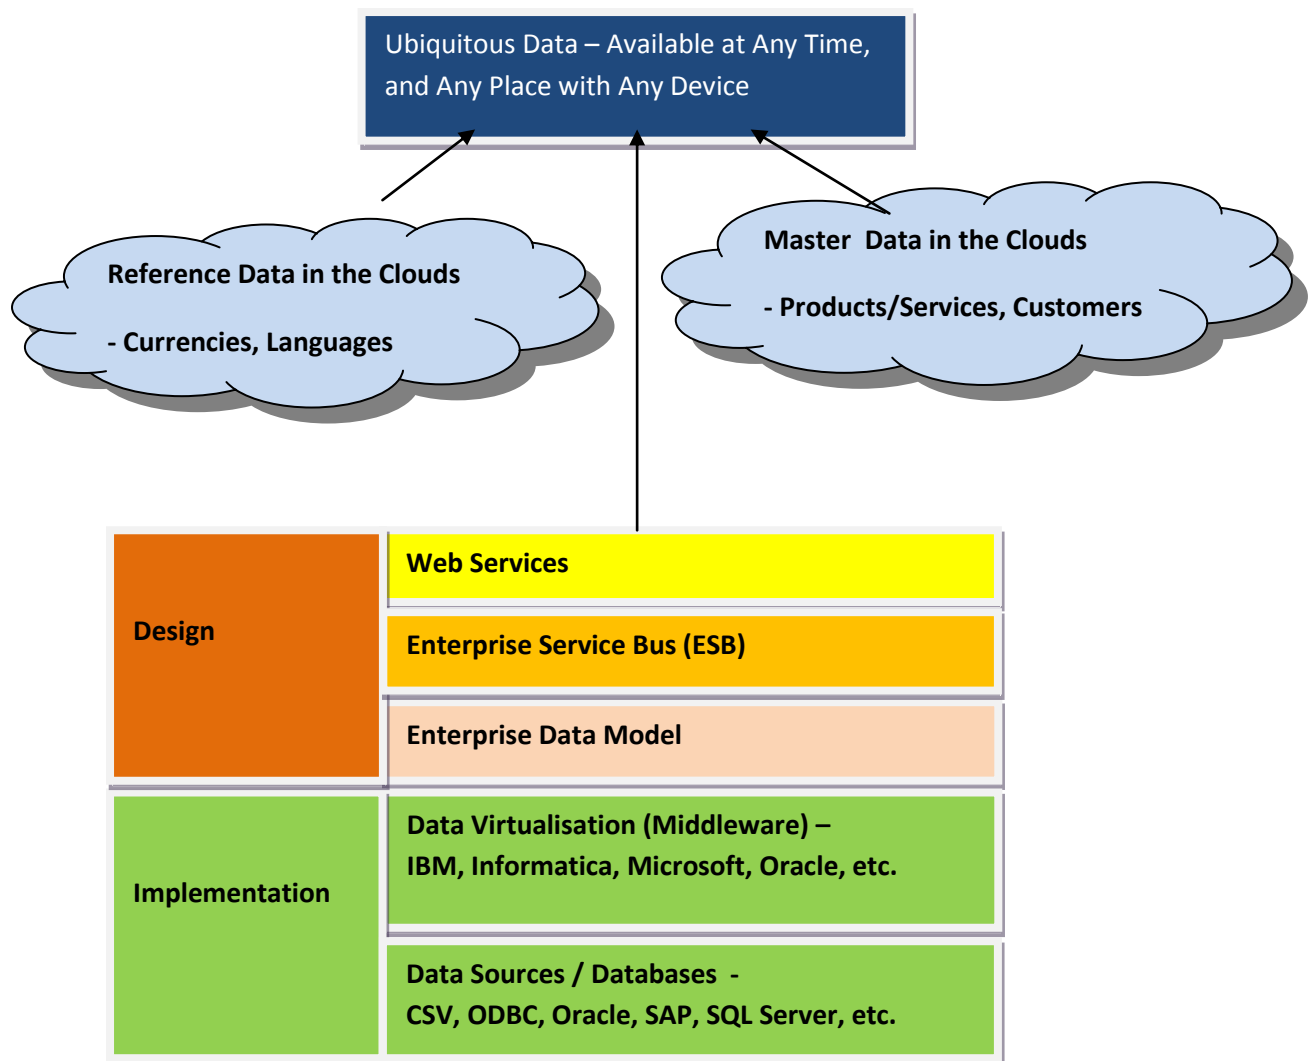 Ubiquitous Data – Available at Any Time,
and Any Place with Any Device
Reference Data in the Clouds
- Currencies, Languages
Master Data in the Clouds
- Products/Services, Customers
Design
Web Services
Enterprise Service Bus (ESB)
Enterprise Data Model
Implementation
Data Virtualisation (Middleware) –
IBM, Informatica, Microsoft, Oracle, etc.
Data Sources / Databases -
CSV, ODBC, Oracle, SAP, SQL Server, etc.